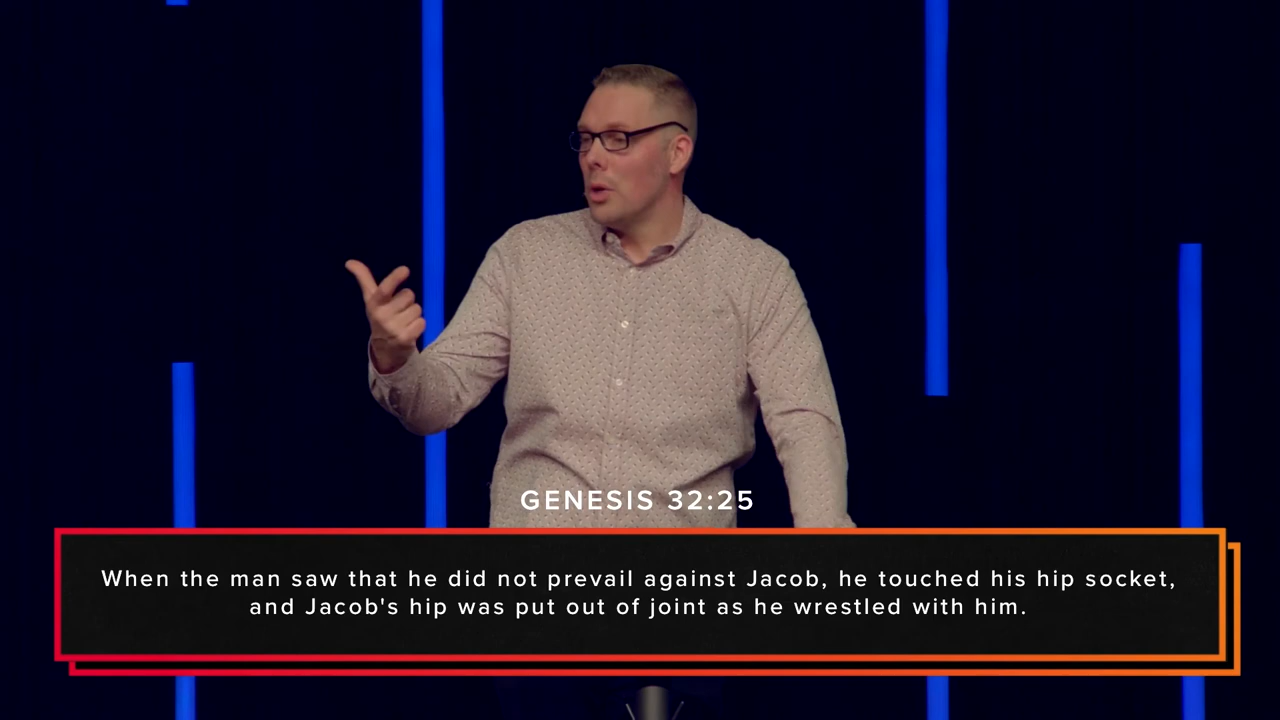 GENESIS 32:25
When the man saw that he did not prevail against Jacob, he touched his hip socket,
and Jacob's hip was put out of joint as he wrestled with him.